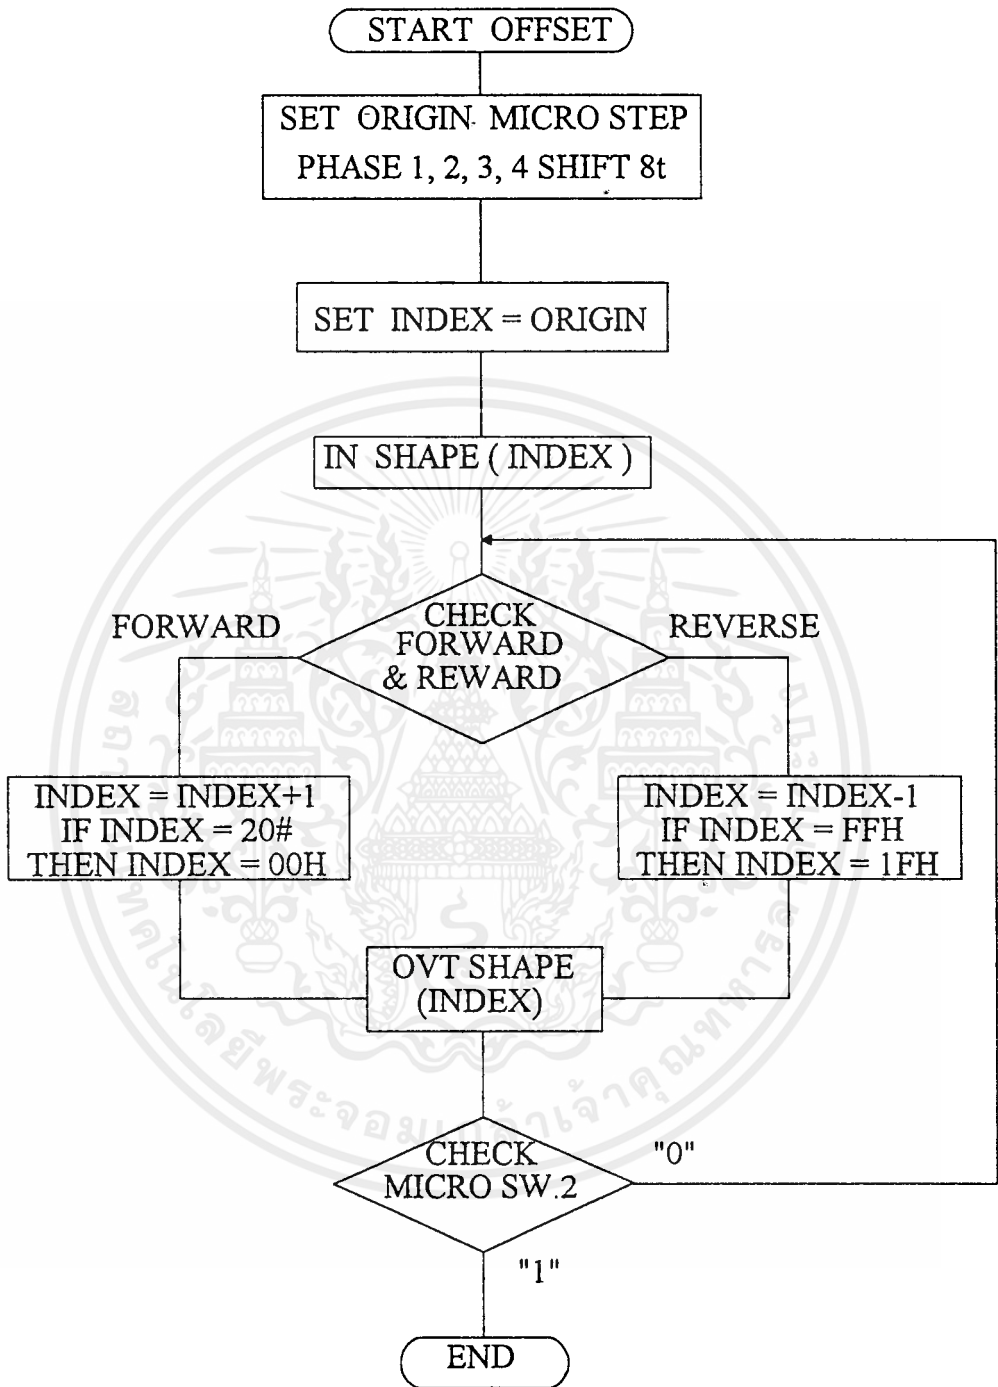 START OFFSET
SET ORIGIN MICRO STEP
PHASE 1, 2, 3, 4 SHIFT 8t
SET INDEX = ORIGIN
IN SHAPE ( INDEX )
CHECK
FORWARD
& REWARD
FORWARD
REVERSE
INDEX = INDEX+1
IF INDEX = 20#
THEN INDEX = 00H
INDEX = INDEX-1
IF INDEX = FFH
THEN INDEX = 1FH
OVT SHAPE
(INDEX)
CHECK
MICRO SW.2
"0"
"1"
END